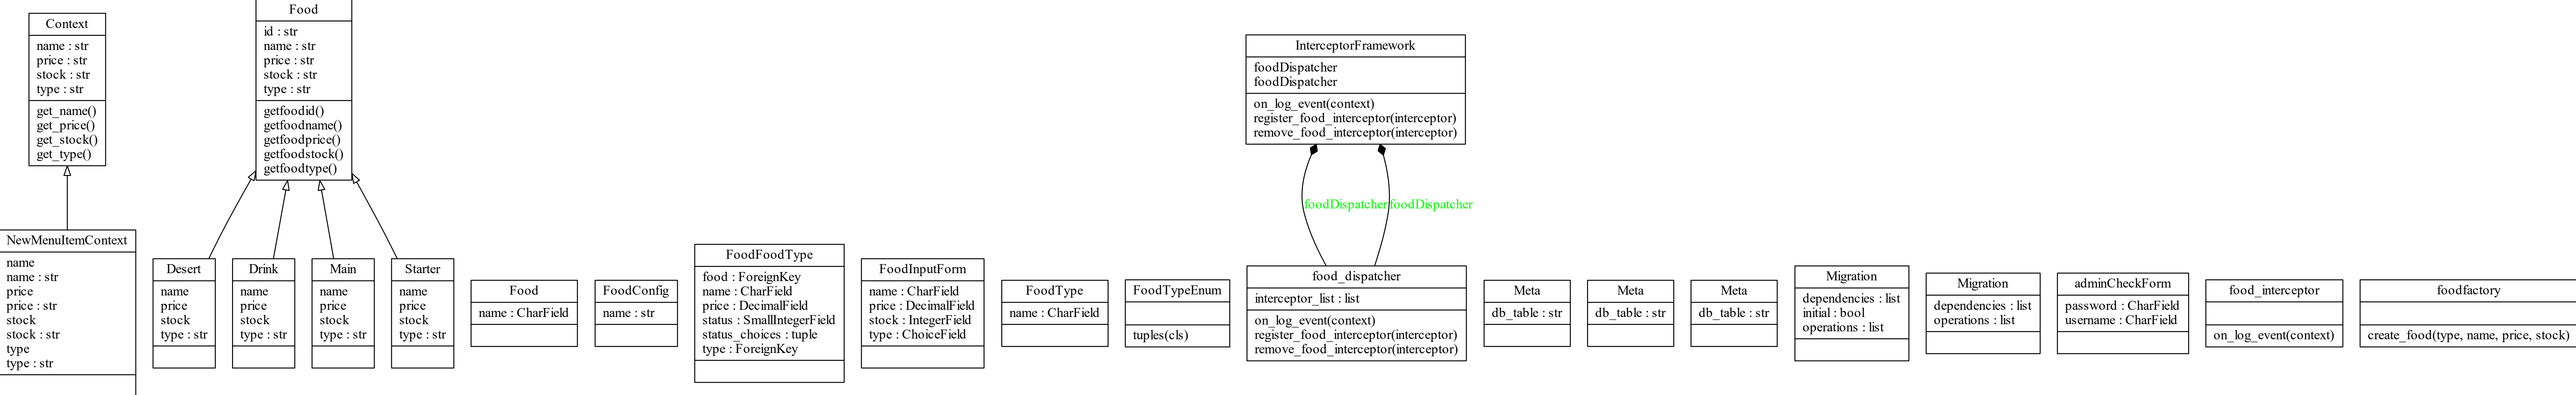 Context
name : str
price : str
stock : str
type : str
get_name()
get_price()
get_stock()
get_type()
Food
id : str
name : str
price : str
stock : str
type : str
getfoodid()
getfoodname()
getfoodprice()
getfoodstock()
getfoodtype()
InterceptorFramework
foodDispatcher
foodDispatcher
on_log_event(context)
register_food_interceptor(interceptor)
remove_food_interceptor(interceptor)
foodDispatcher
foodDispatcher
NewMenuItemContext
name
name : str
price
price : str
stock
stock : str
type
type : str
Desert
name
price
stock
type : str
Drink
name
price
stock
type : str
Main
name
price
stock
type : str
Starter
name
price
stock
type : str
Food
name : CharField
FoodConfig
name : str
FoodFoodType
food : ForeignKey
name : CharField
price : DecimalField
status : SmallIntegerField
status_choices : tuple
type : ForeignKey
FoodInputForm
name : CharField
price : DecimalField
stock : IntegerField
type : ChoiceField
FoodType
name : CharField
FoodTypeEnum
tuples(cls)
food_dispatcher
interceptor_list : list
on_log_event(context)
register_food_interceptor(interceptor)
remove_food_interceptor(interceptor)
Meta
db_table : str
Meta
db_table : str
Meta
db_table : str
Migration
dependencies : list
initial : bool
operations : list
Migration
dependencies : list
operations : list
adminCheckForm
password : CharField
username : CharField
food_interceptor
on_log_event(context)
foodfactory
create_food(type, name, price, stock)